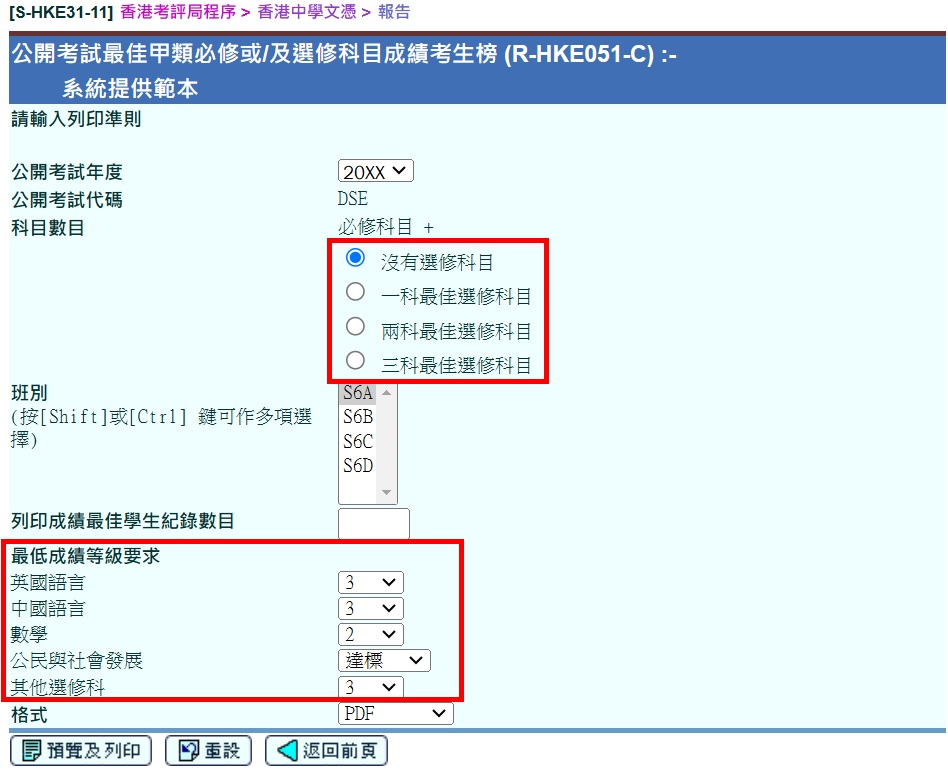 [S-HKE31-11] 香港考評局程序 > 香港中學文憑 > 報告
公開考試最佳甲類必修或/及選修科目成績考生榜 (R-HKE051-C) :-
系統提供範本
請輸入列印準則
公開考試年度 20XX
公開考試代碼 DSE
科目數目 必修科目 +
沒有選修科目
一科最佳選修科目
兩科最佳選修科目
三科最佳選修科目
班別 S6A
(按[Shift]或[Ctrl] 鍵可作多項選 S6B
擇) S6C
S6D
列印成績最佳學生紀錄數目
最低成績等級要求
英國語言 3
中國語言 3
數學 2
公民與社會發展 達標
其他選修科 3
格式 PDF
預覽及列印 重設 返回前頁